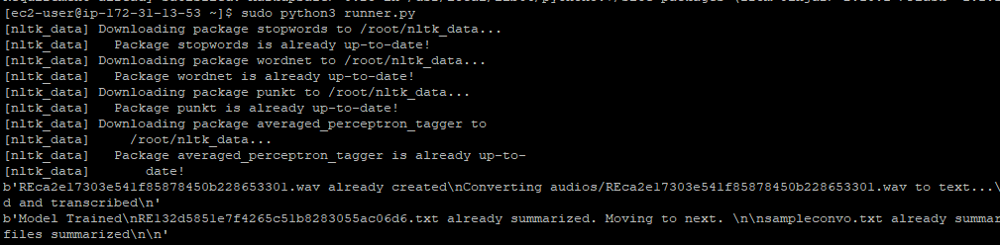 [ec2-user@ip-172-31-13-53 ~]$ sudo python3 runner.py
[nltk_data] Downloading package stopwords to /root/nltk_data...
[nltk_data]   Package stopwords is already up-to-date!
[nltk_data] Downloading package wordnet to /root/nltk_data...
[nltk_data]   Package wordnet is already up-to-date!
[nltk_data] Downloading package punkt to /root/nltk_data...
[nltk_data]   Package punkt is already up-to-date!
[nltk_data] Downloading package averaged_perceptron_tagger to
[nltk_data]     /root/nltk_data...
[nltk_data]   Package averaged_perceptron_tagger is already up-to-
[nltk_data]       date!
b'REca2e17303e541f85878450b228653301.wav already created\nConverting audios/REca2e17303e541f85878450b228653301.wav to text...\
d and transcribed\n'
b'Model Trained\nRE132d5851e7f4265c51b8283055ac06d6.txt already summarized. Moving to next. \n\nsampleconvo.txt already summar
files summarized\n\n'